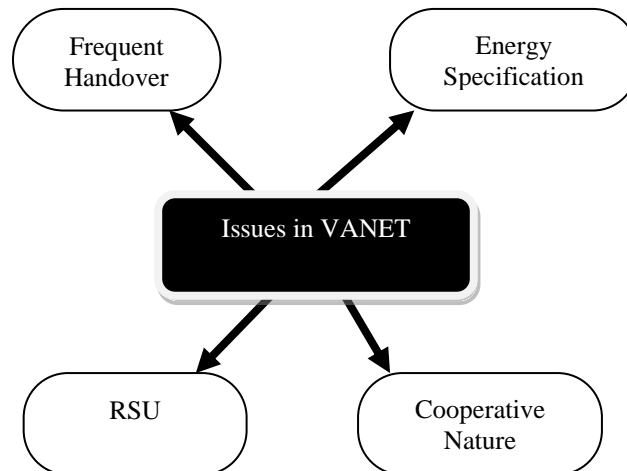 Frequent
Handover
Energy
Specification
Issues in VANET
RSU
Cooperative
Nature